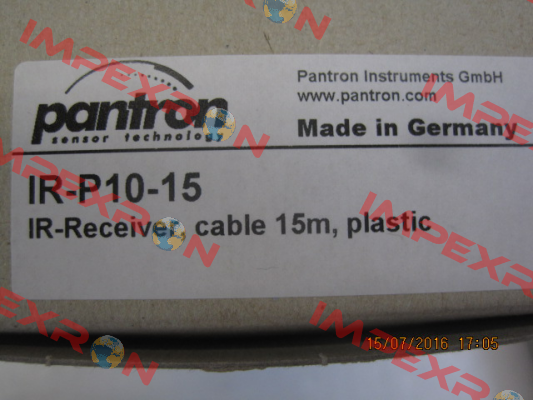 pantron
sensor technology
Pantron Instruments GmbH
www.pantron.com
Made in Germany
IR-P10-15
IR-Receiver, cable 15m, plastic
15/07/2016 17:05
IMPEXRON